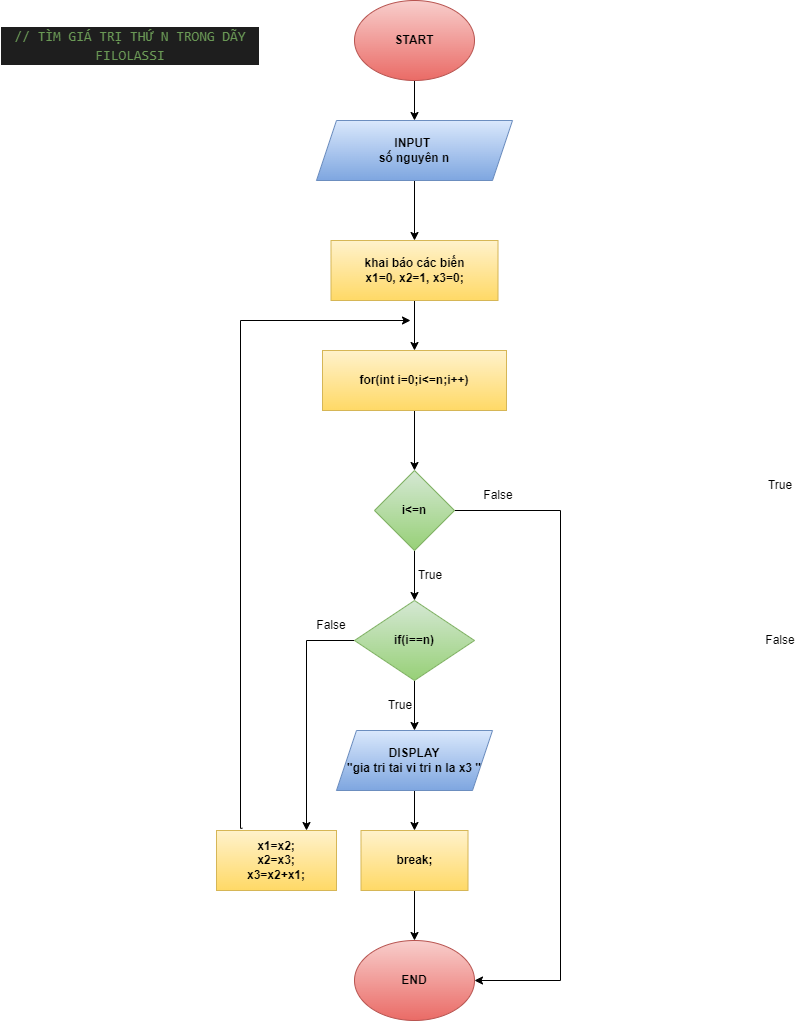 // TÌM GIÁ TRỊ THỨ N TRONG DÃY
FILOLASSI
START
INPUT
số nguyên n
khai báo các biến
x1=0, x2=1, x3=0;
for(int i=0;i<=n;i++)
i<=n
False
True
True
if(i==n)
False
False
True
DISPLAY
"gia tri tai vi tri n la x3 "
x1=x2;
x2=x3;
x3=x2+x1;
break;
END